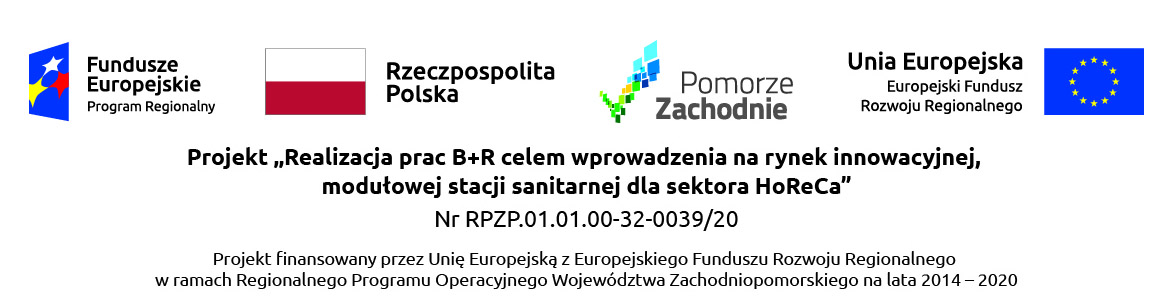 Fundusze
Europejskie
Program Regionalny
Rzeczpospolita
Polska
Pomorze
Zachodnie
Unia Europejska
Europejski Fundusz
Rozwoju Regionalnego
Projekt „Realizacja prac B+R celem wprowadzenia na rynek innowacyjnej,
modułowej stacji sanitarnej dla sektora HoReCa”
Nr RPZP.01.01.00-32-0039/20
Projekt finansowany przez Unię Europejską z Europejskiego Funduszu Rozwoju Regionalnego
w ramach Regionalnego Programu Operacyjnego Województwa Zachodniopomorskiego na lata 2014 – 2020